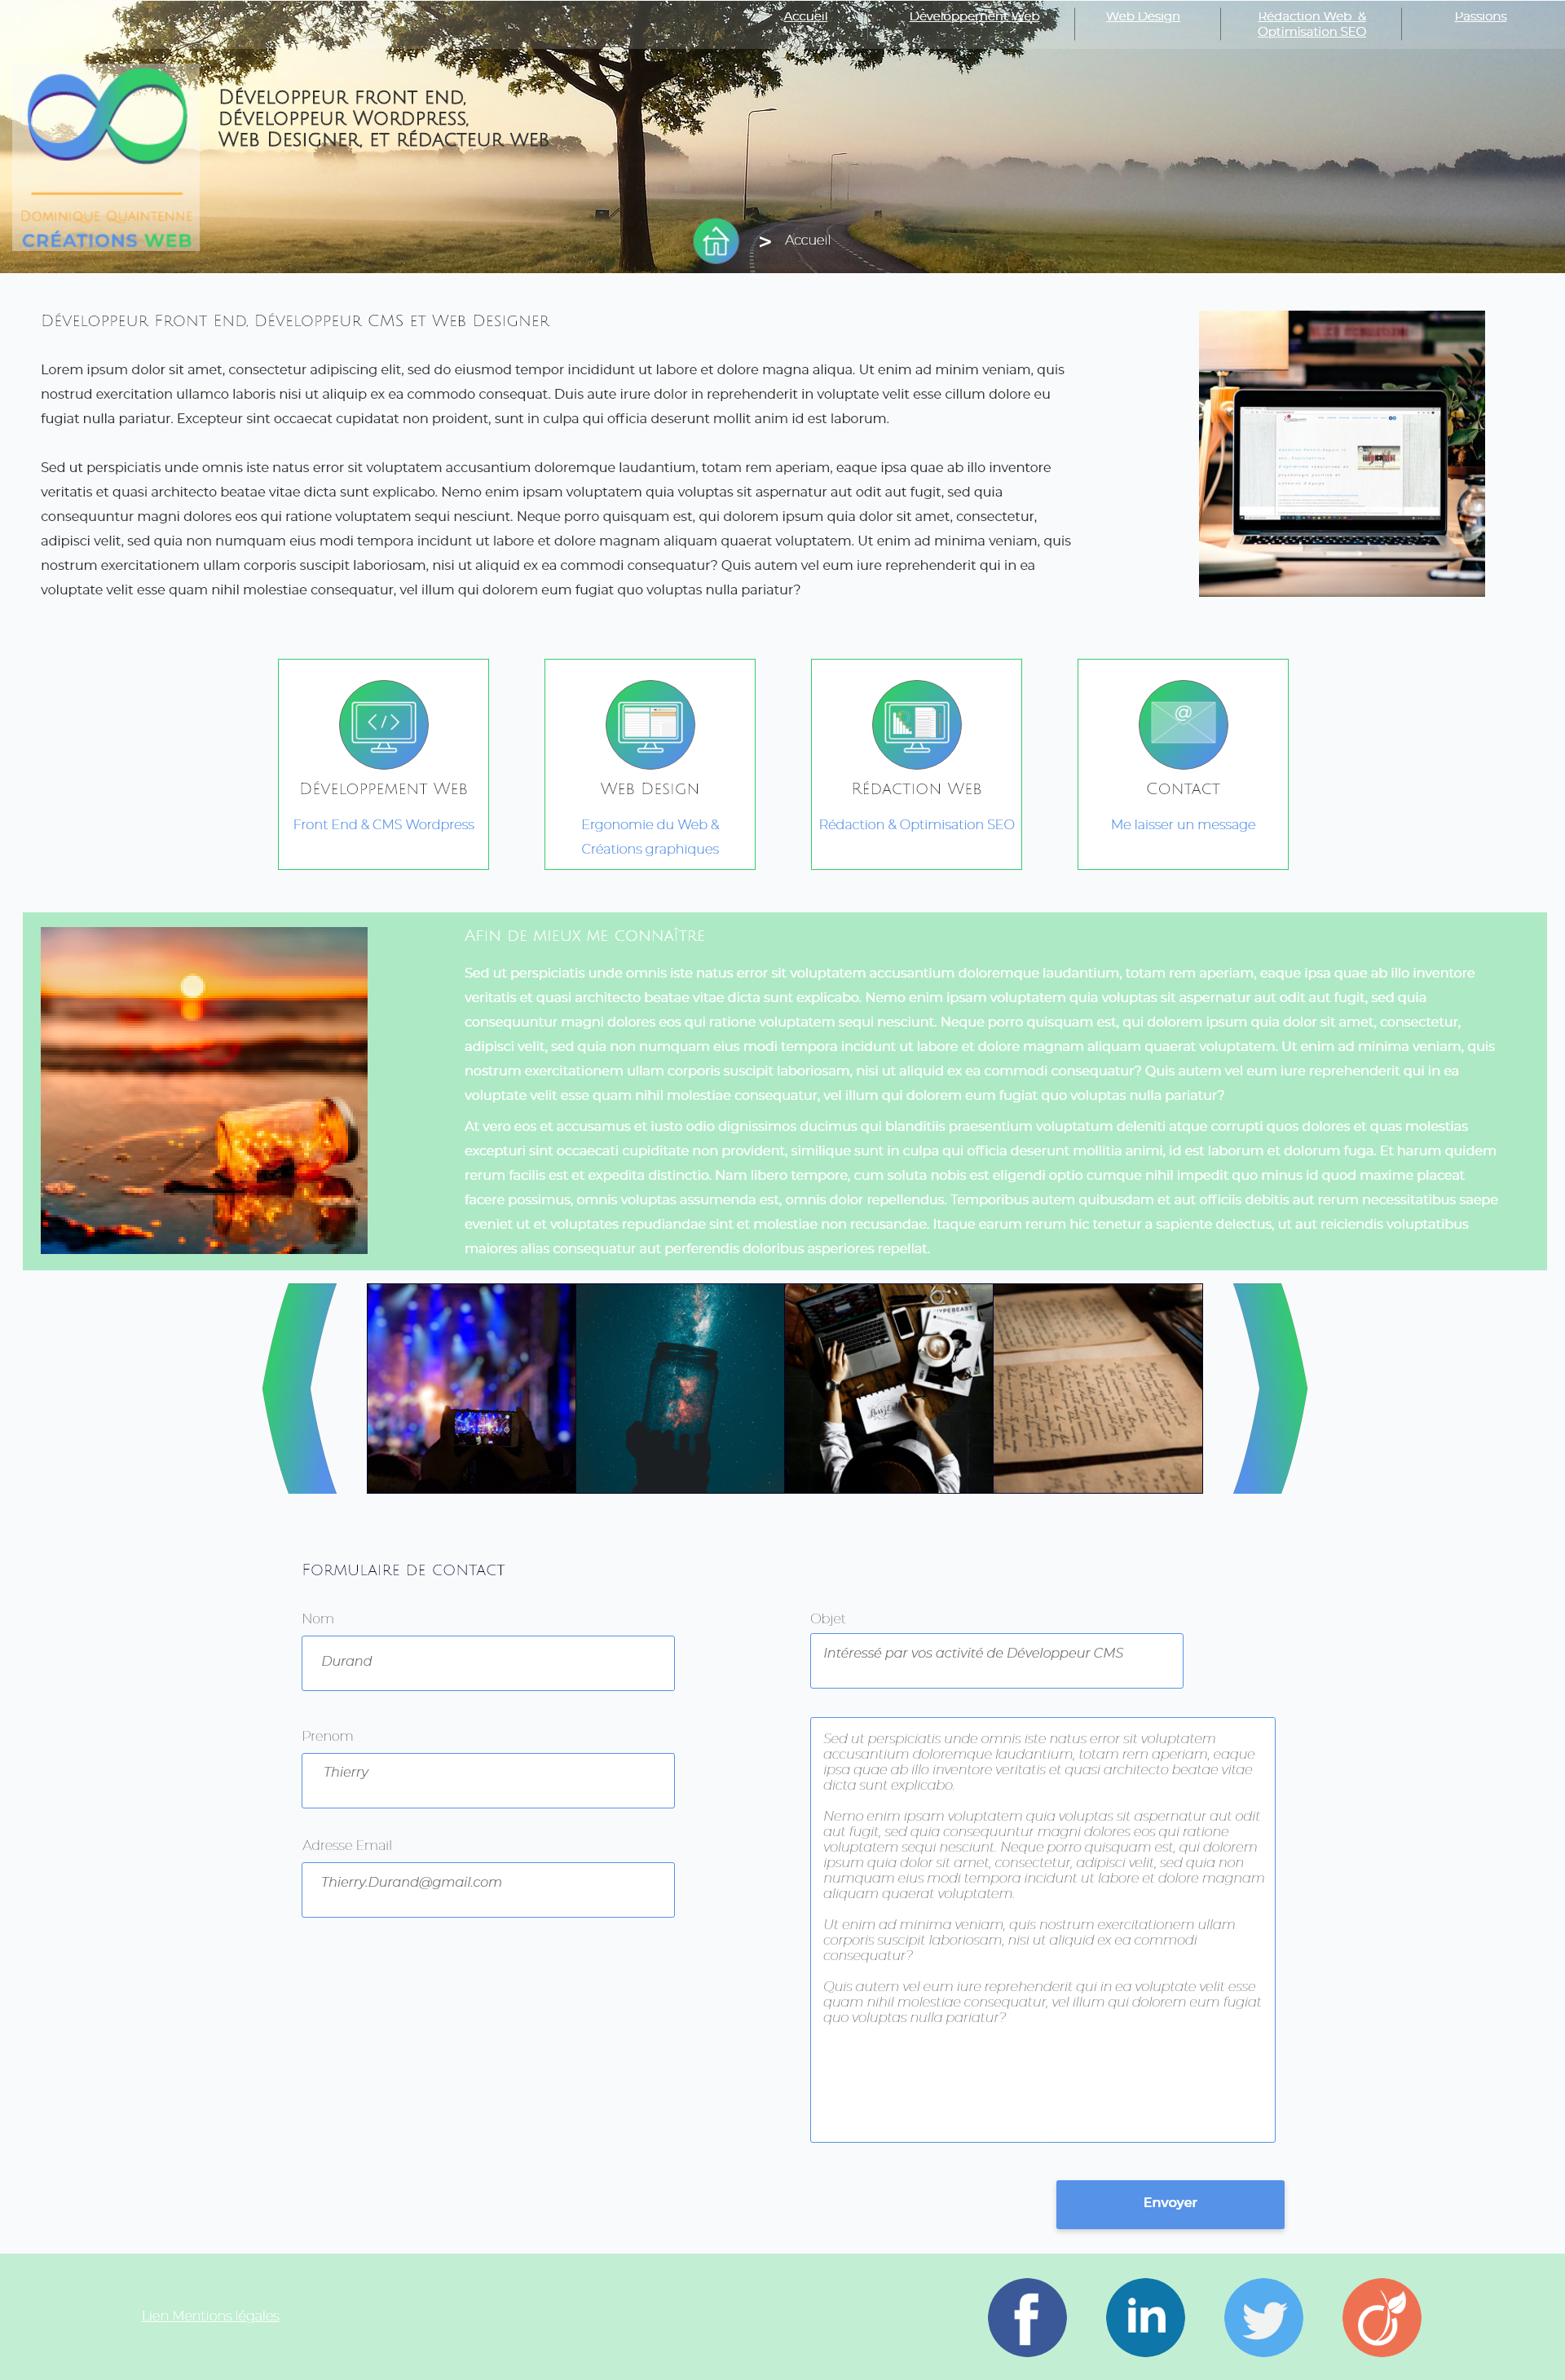 Accueil
Développement Web
Web Design
Rédaction Web &
Optimisation SEO
Passions
Développeur front end,
développeur Wordpress,
Web Designer, et rédacteur web
Dominique Quaintenne
CRÉATIONS WEB
> Accueil
Développeur Front End, Développeur CMS et Web Designer
Lorem ipsum dolor sit amet, consectetur adipiscing elit, sed do eiusmod tempor incididunt ut labore et dolore magna aliqua. Ut enim ad minim veniam, quis
nostrud exercitation ullamco laboris nisi ut aliquip ex ea commodo consequat. Duis aute irure dolor in reprehenderit in voluptate velit esse cillum dolore eu
fugiat nulla pariatur. Excepteur sint occaecat cupidatat non proident, sunt in culpa qui officia deserunt mollit anim id est laborum.
Sed ut perspiciatis unde omnis iste natus error sit voluptatem accusantium doloremque laudantium, totam rem aperiam, eaque ipsa quae ab illo inventore
veritatis et quasi architecto beatae vitae dicta sunt explicabo. Nemo enim ipsam voluptatem quia voluptas sit aspernatur aut odit aut fugit, sed quia
consequuntur magni dolores eos qui ratione voluptatem sequi nesciunt. Neque porro quisquam est, qui dolorem ipsum quia dolor sit amet, consectetur,
adipisci velit, sed quia non numquam eius modi tempora incidunt ut labore et dolore magnam aliquam quaerat voluptatem. Ut enim ad minima veniam, quis
nostrum exercitationem ullam corporis suscipit laboriosam, nisi ut aliquid ex ea commodi consequatur? Quis autem vel eum iure reprehenderit qui in ea
voluptate velit esse quam nihil molestiae consequatur, vel illum qui dolorem eum fugiat quo voluptas nulla pariatur?
</>
@
Développement Web
Front End & CMS Wordpress
Web Design
Ergonomie du Web &
Créations graphiques
Rédaction Web
Rédaction & Optimisation SEO
Contact
Me laisser un message
Afin de mieux me connaître
Sed ut perspiciatis unde omnis iste natus error sit voluptatem accusantium doloremque laudantium, totam rem aperiam, eaque ipsa quae ab illo inventore
veritatis et quasi architecto beatae vitae dicta sunt explicabo. Nemo enim ipsam voluptatem quia voluptas sit aspernatur aut odit aut fugit, sed quia
consequuntur magni dolores eos qui ratione voluptatem sequi nesciunt. Neque porro quisquam est, qui dolorem ipsum quia dolor sit amet, consectetur,
adipisci velit, sed quia non numquam eius modi tempora incidunt ut labore et dolore magnam aliquam quaerat voluptatem. Ut enim ad minima veniam, quis
nostrum exercitationem ullam corporis suscipit laboriosam, nisi ut aliquid ex ea commodi consequatur? Quis autem vel eum iure reprehenderit qui in ea
voluptate velit esse quam nihil molestiae consequatur, vel illum qui dolorem eum fugiat quo voluptas nulla pariatur?
At vero eos et accusamus et iusto odio dignissimos ducimus qui blanditiis praesentium voluptatum deleniti atque corrupti quos dolores et quas molestias
excepturi sint occaecati cupiditate non provident, similique sunt in culpa qui officia deserunt mollitia animi, id est laborum et dolorum fuga. Et harum quidem
rerum facilis est et expedita distinctio. Nam libero tempore, cum soluta nobis est eligendi optio cumque nihil impedit quo minus id quod maxime placeat
facere possimus, omnis voluptas assumenda est, omnis dolor repellendus. Temporibus autem quibusdam et aut officiis debitis aut rerum necessitatibus saepe
eveniet ut et voluptates repudiandae sint et molestiae non recusandae. Itaque earum rerum hic tenetur a sapiente delectus, ut aut reiciendis voluptatibus
maiores alias consequatur aut perferendis doloribus asperiores repellat.
HYPEBEAST
Formulaire de contact
Nom
Durand
Prenom
Thierry
Adresse Email
Thierry.Durand@gmail.com
Objet
Intéressé par vos activité de Développeur CMS
Sed ut perspiciatis unde omnis iste natus error sit voluptatem
accusantium doloremque laudantium, totam rem aperiam, eaque
ipsa quae ab illo inventore veritatis et quasi architecto beatae vitae
dicta sunt explicabo.
Nemo enim ipsam voluptatem quia voluptas sit aspernatur aut odit
aut fugit, sed quia consequuntur magni dolores eos qui ratione
voluptatem sequi nesciunt. Neque porro quisquam est, qui dolorem
ipsum quia dolor sit amet, consectetur, adipisci velit, sed quia non
numquam eius modi tempora incidunt ut labore et dolore magnam
aliquam quaerat voluptatem.
Ut enim ad minima veniam, quis nostrum exercitationem ullam
corporis suscipit laboriosam, nisi ut aliquid ex ea commodi
consequatur?
Quis autem vel eum iure reprehenderit qui in ea voluptate velit esse
quam nihil molestiae consequatur, vel illum qui dolorem eum fugiat
quo voluptas nulla pariatur?
Envoyer
Lien Mentions légales
f
in